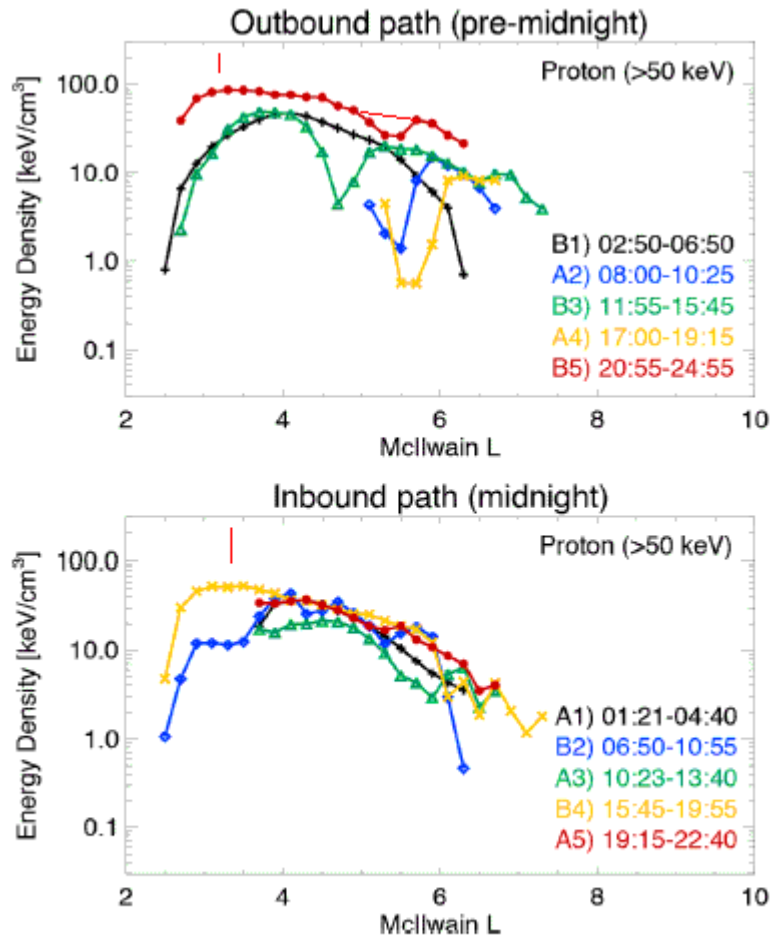 Outbound path (pre-midnight)
Proton (>50 keV)
100.0
10.0
1.0
0.1
Energy Density [keV/cm³]
B1) 02:50-06:50
A2) 08:00-10:25
B3) 11:55-15:45
A4) 17:00-19:15
B5) 20:55-24:55
2 4 6 8 10
McIlwain L
Inbound path (midnight)
Proton (>50 keV)
100.0
10.0
1.0
0.1
Energy Density [keV/cm³]
A1) 01:21-04:40
B2) 06:50-10:55
A3) 10:23-13:40
B4) 15:45-19:55
A5) 19:15-22:40
2 4 6 8 10
McIlwain L